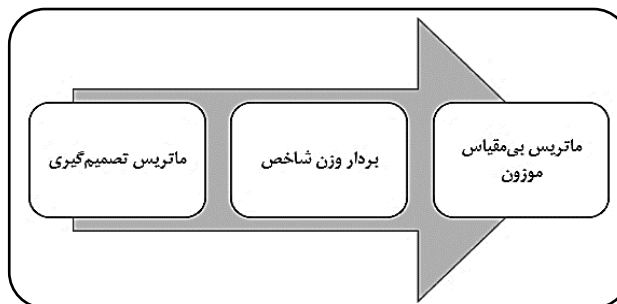 ماتریس تصمیم‌گیری
بردار وزن شاخص
ماتریس بی‌مقیاس
موزون